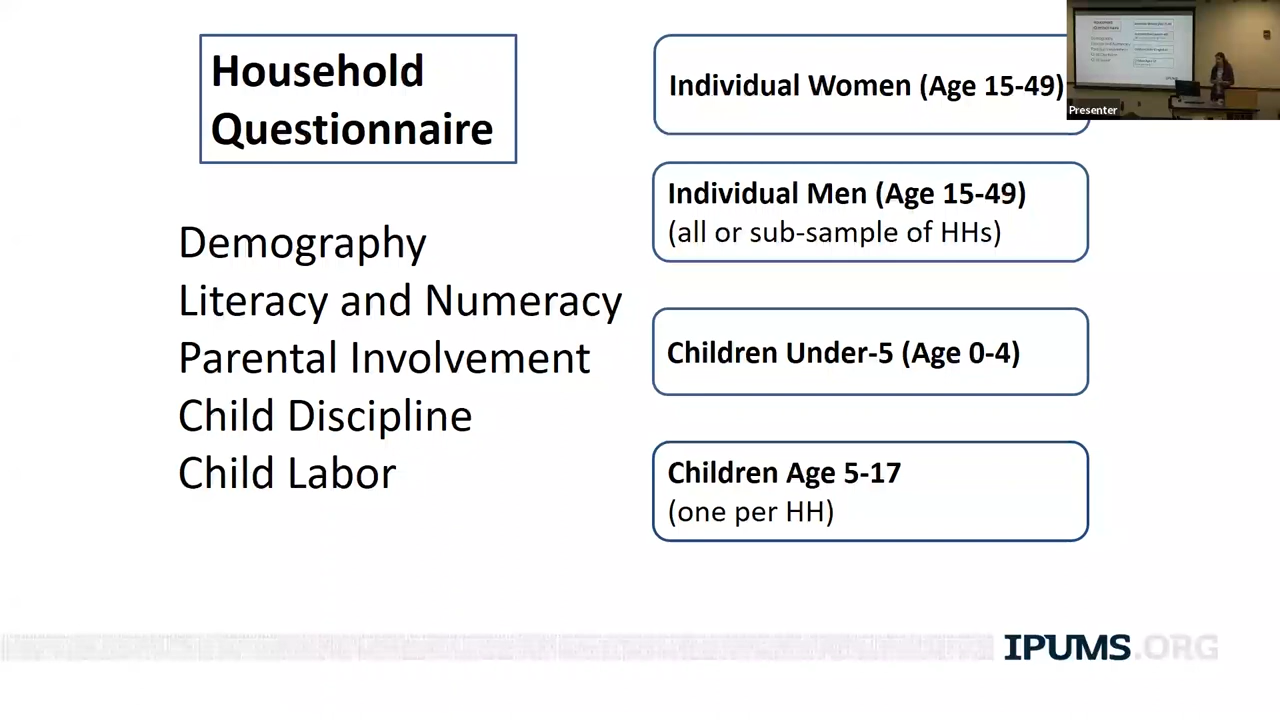 Household
Questionnaire
Demography
Literacy and Numeracy
Parental Involvement
Child Discipline
Child Labor
Individual Women (Age 15-49)
Individual Men (Age 15-49)
(all or sub-sample of HHs)
Children Under-5 (Age 0-4)
Children Age 5-17
(one per HH)
Presenter
IPUMS.ORG